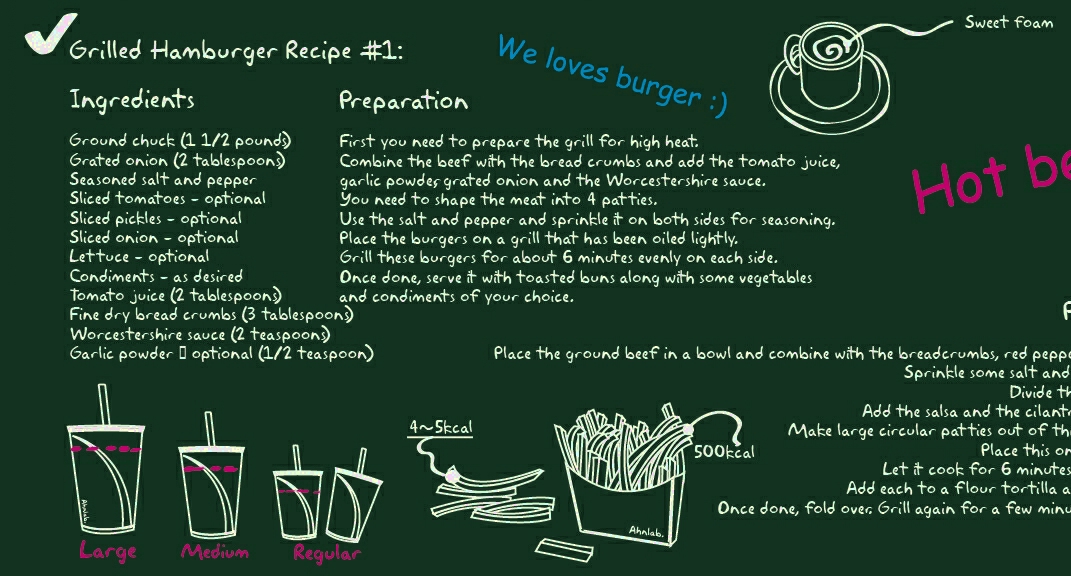 Sweet foam
Grilled Hamburger Recipe #1:
We loves burger :)
Ingredients
Ground chuck (1 1/2 pounds)
Grated onion (2 tablespoons)
Seasoned salt and pepper
Sliced tomatoes - optional
Sliced pickles - optional
Sliced onion - optional
Lettuce - optional
Condiments - as desired
Tomato juice (2 tablespoons)
Fine dry bread crumbs (3 tablespoons)
Worcestershire sauce (2 teaspoons)
Garlic powder ▯ optional (1/2 teaspoon)
Preparation
First you need to prepare the grill for high heat.
Combine the beef with the bread crumbs and add the tomato juice,
garlic powder, grated onion and the Worcestershire sauce.
You need to shape the meat into 4 patties.
Use the salt and pepper and sprinkle it on both sides for seasoning.
Place the burgers on a grill that has been oiled lightly.
Grill these burgers for about 6 minutes evenly on each side.
Once done, serve it with toasted buns along with some vegetables
and condiments of your choice.
Hot be
P
Place the ground beef in a bowl and combine with the breadcrumbs, red peppe
Sprinkle some salt and
Divide th
Add the salsa and the cilant
Make large circular patties out of th
Place this on
Let it cook for 6 minutes
Add each to a flour tortilla a
Once done, fold over. Grill again for a few minu
4~5kcal
500kcal
Ahnlab.
Ahnlab.
Large
Medium
Regular